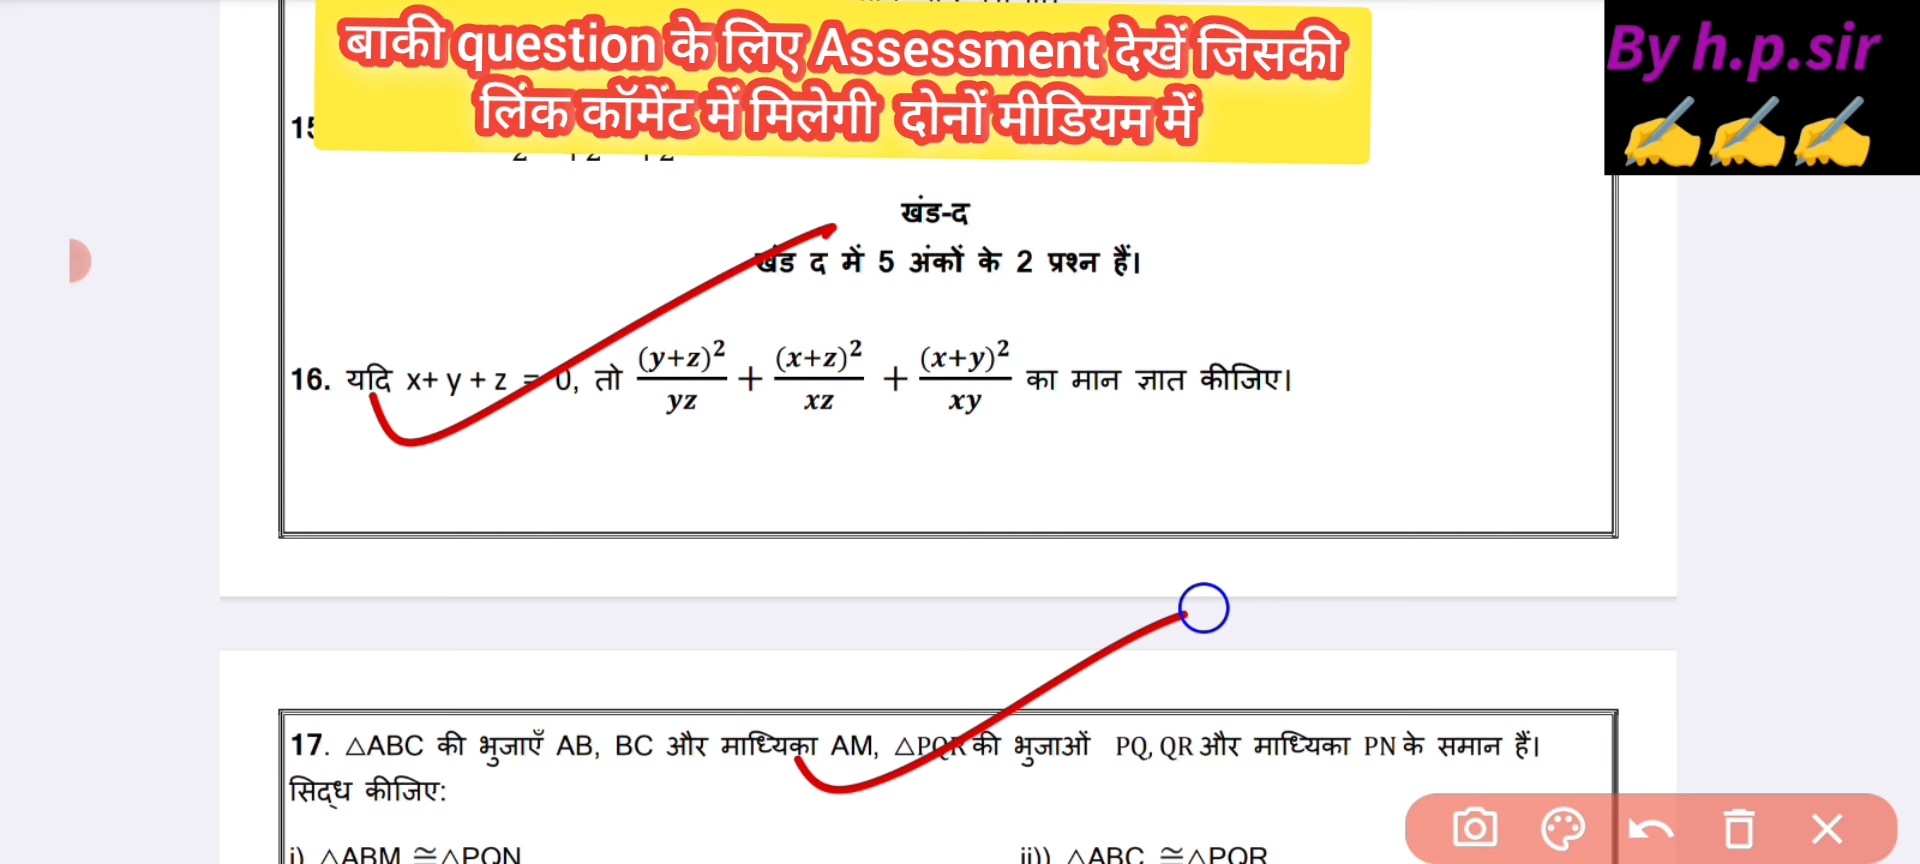 बाकी question के लिए Assessment देखें जिसकी
लिंक कॉमेंट में मिलेगी दोनों मीडियम में
By h.p.sir
खंड-द
खंड द में 5 अंकों के 2 प्रश्न हैं।
16. यदि x+ y + z = 0, तो (y+z)²/yz + (x+z)²/xz + (x+y)²/xy का मान ज्ञात कीजिए।
17. △ABC की भुजाएँ AB, BC और माध्यिका AM, △PQR की भुजाओं PQ, QR और माध्यिका PN के समान हैं।
सिद्ध कीजिए:
i) △ABM ≅△PQN ii)) △ABC ≅△PQR